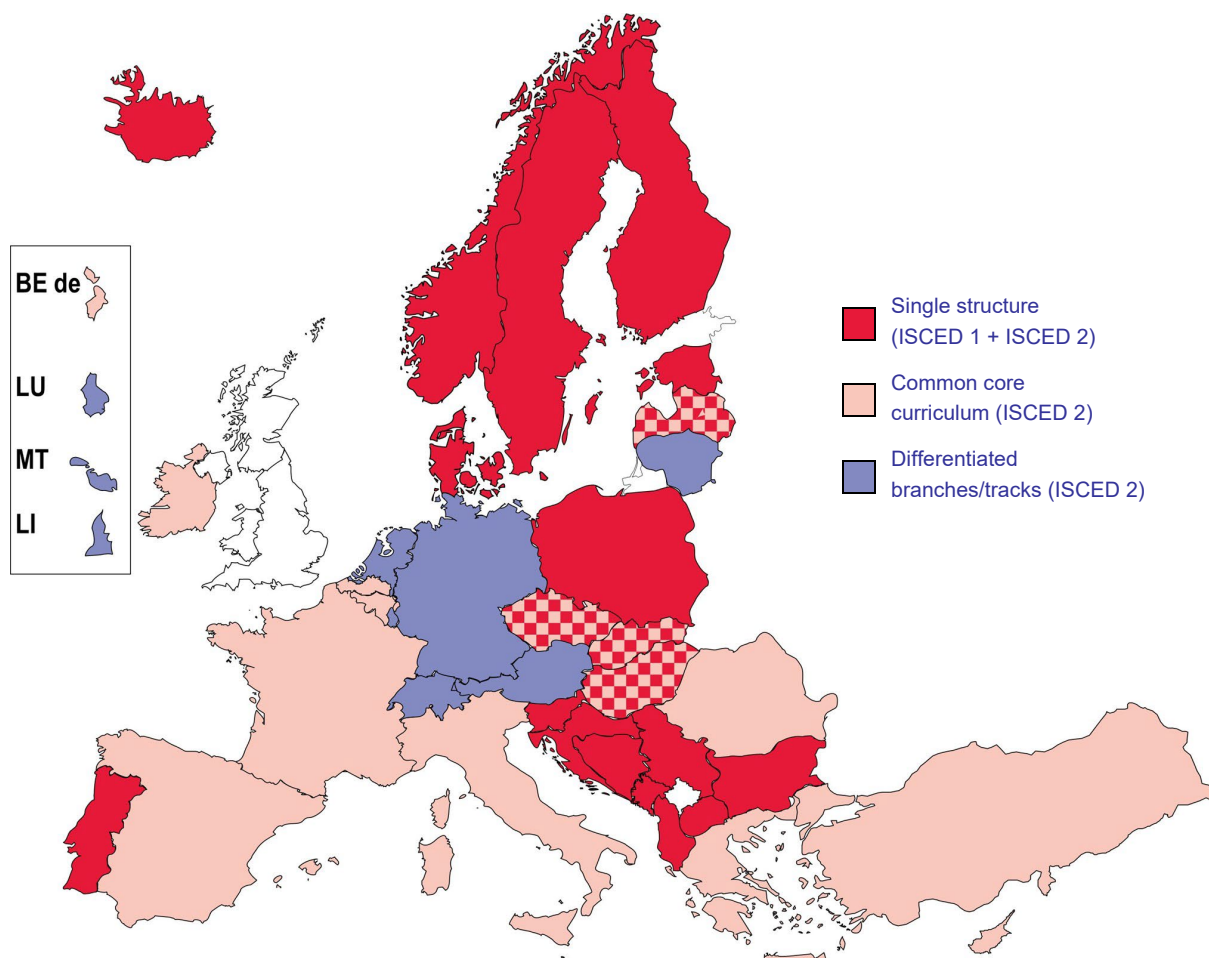 BE de
LU
MT
LI
Single structure
(ISCED 1 + ISCED 2)
Common core
curriculum (ISCED 2)
Differentiated
branches/tracks (ISCED 2)